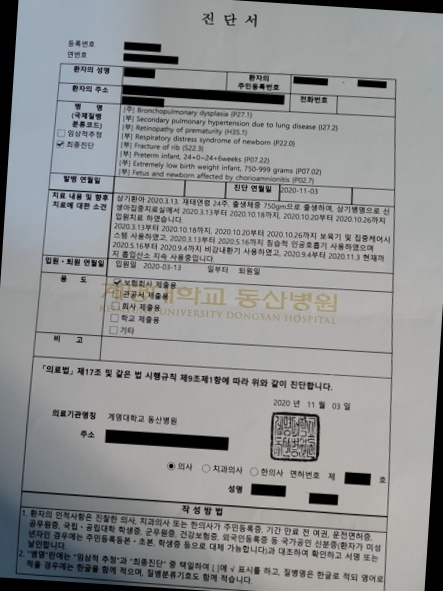 진단서
등록번호
연번호
환자의 성명
환자의
주민등록번호
-
환자의 주소
전화번호
병 명
(국제질병
분류코드)
임상적추정
✓최종진단
[주] Bronchopulmonary dysplasia (P27.1)
[부] Secondary pulmonary hypertension due to lung disease (I27.2)
[부] Retinopathy of prematurity (H35.1)
[부] Respiratory distress syndrome of newborn (P22.0)
[부] Fracture of rib (S22.3)
[부] Preterm infant, 24+0~24+6weeks (P07.22)
[부] Extremely low birth weight infant, 750-999 grams (P07.02)
[부] Fetus and newborn affected by chorioamnionitis (P02.7)
발병 연월일
진단 연월일
2020-11-03
치료 내용 및 향후
치료에 대한 소견
상기환아 2020.3.13. 재태연령 24주, 출생체중 750gm으로 출생하여, 상기병명으로 신
생아집중치료실에서 2020.3.13부터 2020.10.18까지, 2020.10.20부터 2020.10.26까지
입원치료 하였습니다.
2020.3.13부터 2020.10.18까지, 2020.10.20부터 2020.10.26까지 보육기 및 집중케어시
스템 사용하였고, 2020.3.13부터 2020.5.16까지 침습적 인공호흡기 사용하였으며
2020.5.16부터 2020.9.4까지 비강내환기 사용하였고, 2020.9.4부터 2020.11.3 현재까
지 흡입산소 지속 사용중입니다.
입원·퇴원 연월일
입원일 2020-03-13 일부터 퇴원일
용 도
✓보험회사 제출용
관공서 제출용
회사 제출용
학교 제출용
기타
계명대학교 동산병원
KEIMYUNG UNIVERSITY DONGSAN HOSPITAL
비 고
「의료법」 제17조 및 같은 법 시행규칙 제9조제1항에 따라 위와 같이 진단합니다.
2020 년 11 월 03 일
의료기관명칭 계명대학교 동산병원
주소
의사 치과의사 한의사 면허번호 제 호
성명
작 성 방 법
1. 환자의 인적사항은 진찰한 의사, 치과의사 또는 한의사가 주민등록증, 기간 만료 전 여권, 운전면허증,
공무원증, 국립·공립대학 학생증, 군무원증, 건강보험증, 외국인등록증 등 국가공인 신분증(환자가 미성
년자인 경우에는 주민등록등본·초본, 학생증 등으로 대체 가능합니다)과 대조하여 확인하고 서명 또는
날인합니다.
2. "병명"란에는 "임상적 추정"과 "최종진단" 중 택일하여 [ ]에 √ 표시를 하고, 질병명은 한글로 적되 영어로
적을 경우에는 한글을 함께 적으며, 질병분류기호도 함께 적습니다.